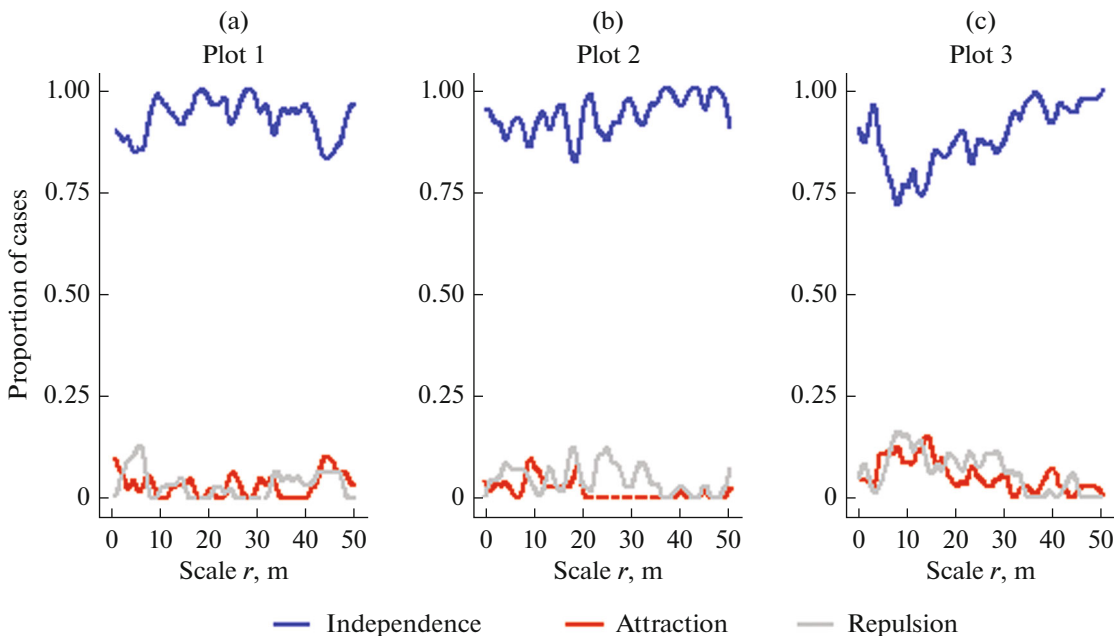 (a)
Plot 1
(b)
Plot 2
(c)
Plot 3
Proportion of cases
1.00
0.75
0.50
0.25
0
0 10 20 30 40 50
Scale r, m
1.00
0.75
0.50
0.25
0
0 10 20 30 40 50
Scale r, m
1.00
0.75
0.50
0.25
0
0 10 20 30 40 50
Scale r, m
Independence
Attraction
Repulsion